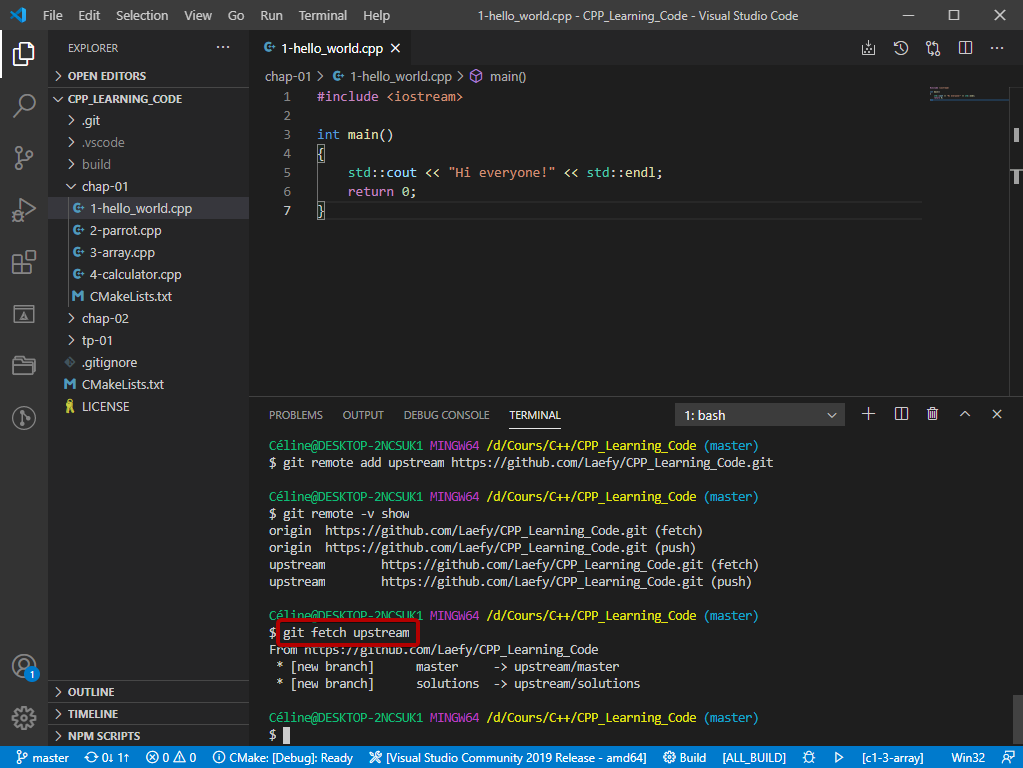 File Edit Selection View Go Run Terminal Help 1-hello_world.cpp - CPP_Learning_Code - Visual Studio Code
EXPLORER
OPEN EDITORS
CPP_LEARNING_CODE
.git
.vscode
build
chap-01
1-hello_world.cpp
2-parrot.cpp
3-array.cpp
4-calculator.cpp
M CMakeLists.txt
chap-02
tp-01
.gitignore
M CMakeLists.txt
LICENSE
OUTLINE
TIMELINE
NPM SCRIPTS
1
1-hello_world.cpp
chap-01 > 1-hello_world.cpp > main()
1 #include <iostream>
2
3 int main()
4 {
5 std::cout << "Hi everyone!" << std::endl;
6 return 0;
7 }
PROBLEMS OUTPUT DEBUG CONSOLE TERMINAL 1: bash
Céline@DESKTOP-2NCSUK1 MINGW64 /d/Cours/C++/CPP_Learning_Code (master)
$ git remote add upstream https://github.com/Laefy/CPP_Learning_Code.git
Céline@DESKTOP-2NCSUK1 MINGW64 /d/Cours/C++/CPP_Learning_Code (master)
$ git remote -v show
origin https://github.com/Laefy/CPP_Learning_Code.git (fetch)
origin https://github.com/Laefy/CPP_Learning_Code.git (push)
upstream https://github.com/Laefy/CPP_Learning_Code.git (fetch)
upstream https://github.com/Laefy/CPP_Learning_Code.git (push)
Céline@DESKTOP-2NCSUK1 MINGW64 /d/Cours/C++/CPP_Learning_Code (master)
$ git fetch upstream
From https://github.com/Laefy/CPP_Learning_Code
* [new branch] master -> upstream/master
* [new branch] solutions -> upstream/solutions
Céline@DESKTOP-2NCSUK1 MINGW64 /d/Cours/C++/CPP_Learning_Code (master)
$
master 0↓ 1↑ 0 0 CMake: [Debug]: Ready [Visual Studio Community 2019 Release - amd64] Build [ALL_BUILD] [c1-3-array] Win32